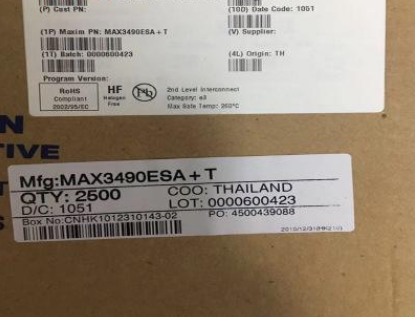 (P) Cust PN:
(10D) Date Code: 1051
(1P) Maxim PN: MAX3490ESA+T
(V) Supplier:
(1T) Batch: 0000600423
(4L) Origin: TH
Program Version:
RoHS
Compliant
2002/95/EC
HF
Halogen
Free
Pb
2nd Level Interconnect
Category: e3
Max Safe Temp: 260°C
N
TIVE
Mfg:MAX3490ESA+T
QTY: 2500
COO: THAILAND
D/C: 1051
LOT: 0000600423
Box No:CNHK1012310143-02
PO: 4500439088